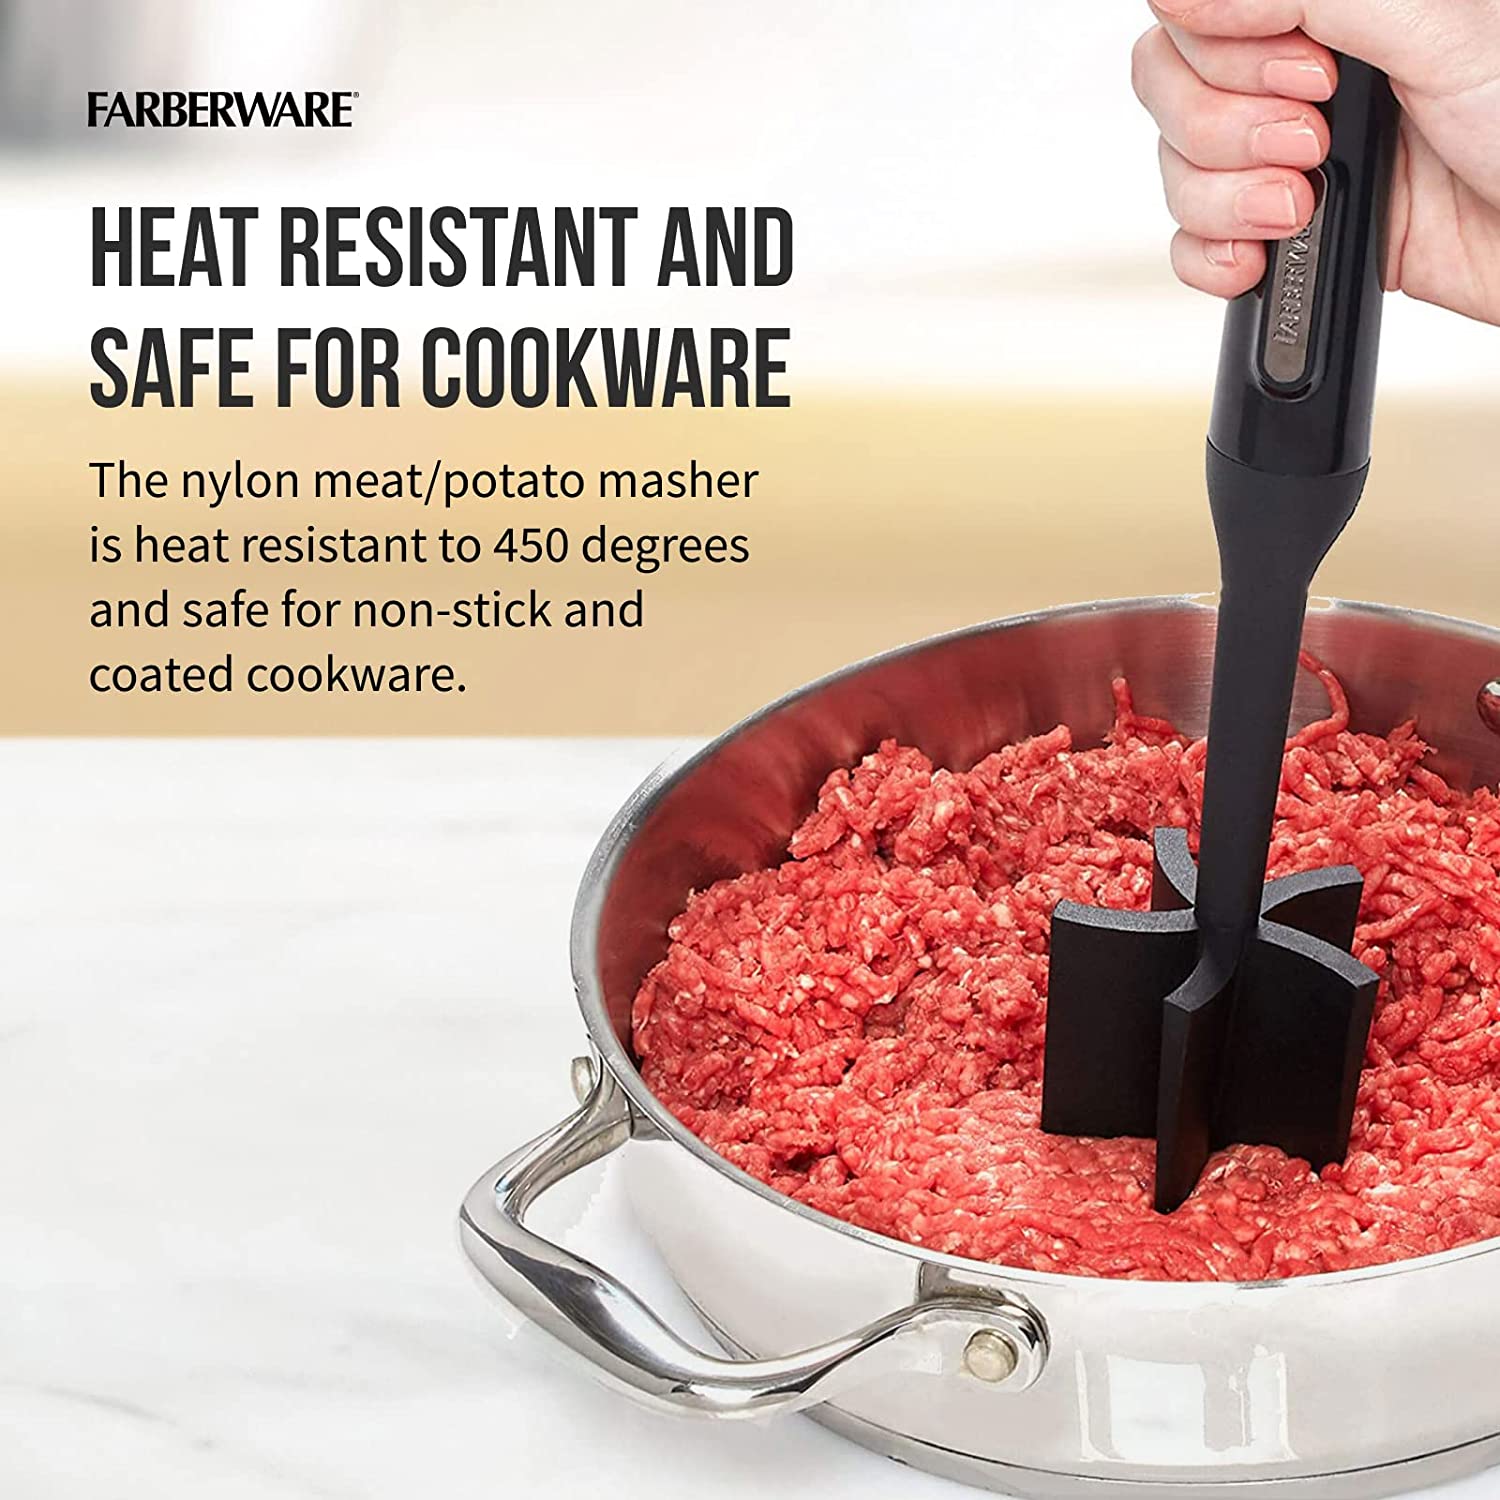 FARBERWARE®
HEAT RESISTANT AND
SAFE FOR COOKWARE
The nylon meat/potato masher
is heat resistant to 450 degrees
and safe for non-stick and
coated cookware.